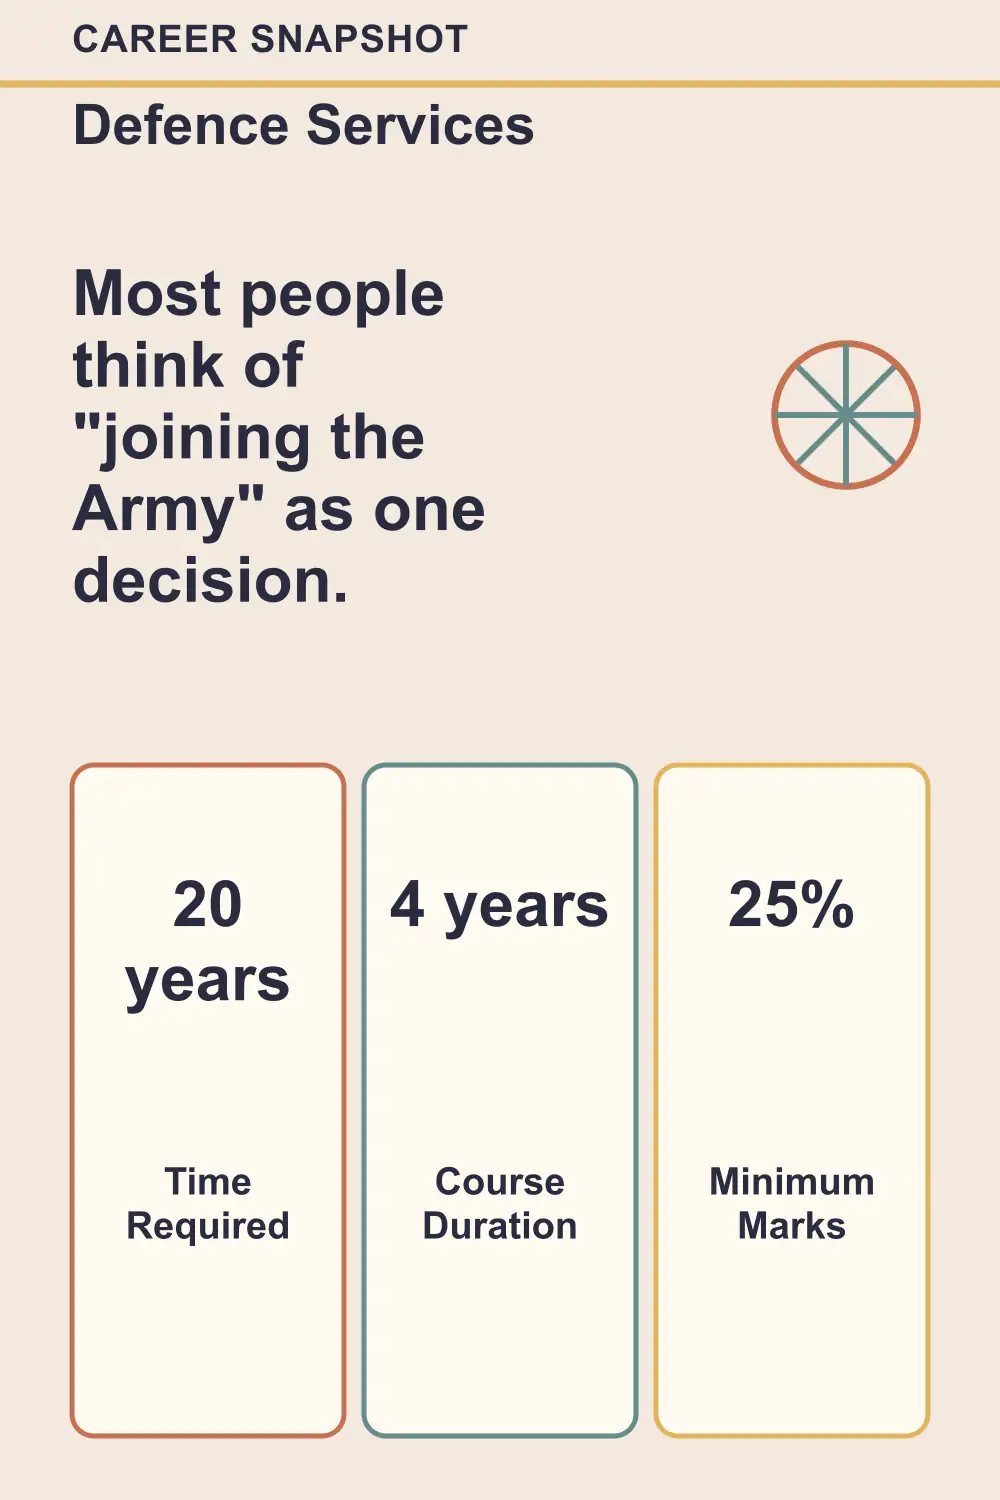 CAREER SNAPSHOT
Defence Services
Most people
think of
"joining the
Army" as one
decision.
20
years
Time
Required
4 years
Course
Duration
25%
Minimum
Marks